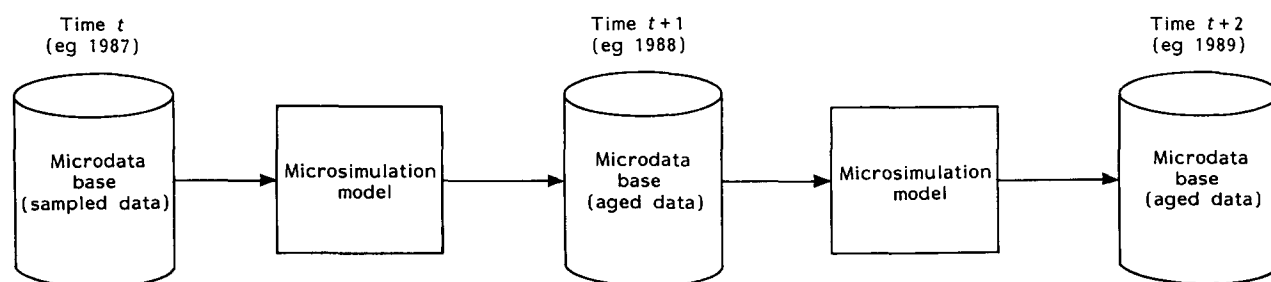 Time t
(eg 1987)
Time t+1
(eg 1988)
Time t+2
(eg 1989)
Microdata
base
(sampled data)
Microsimulation
model
Microdata
base
(aged data)
Microsimulation
model
Microdata
base
(aged data)